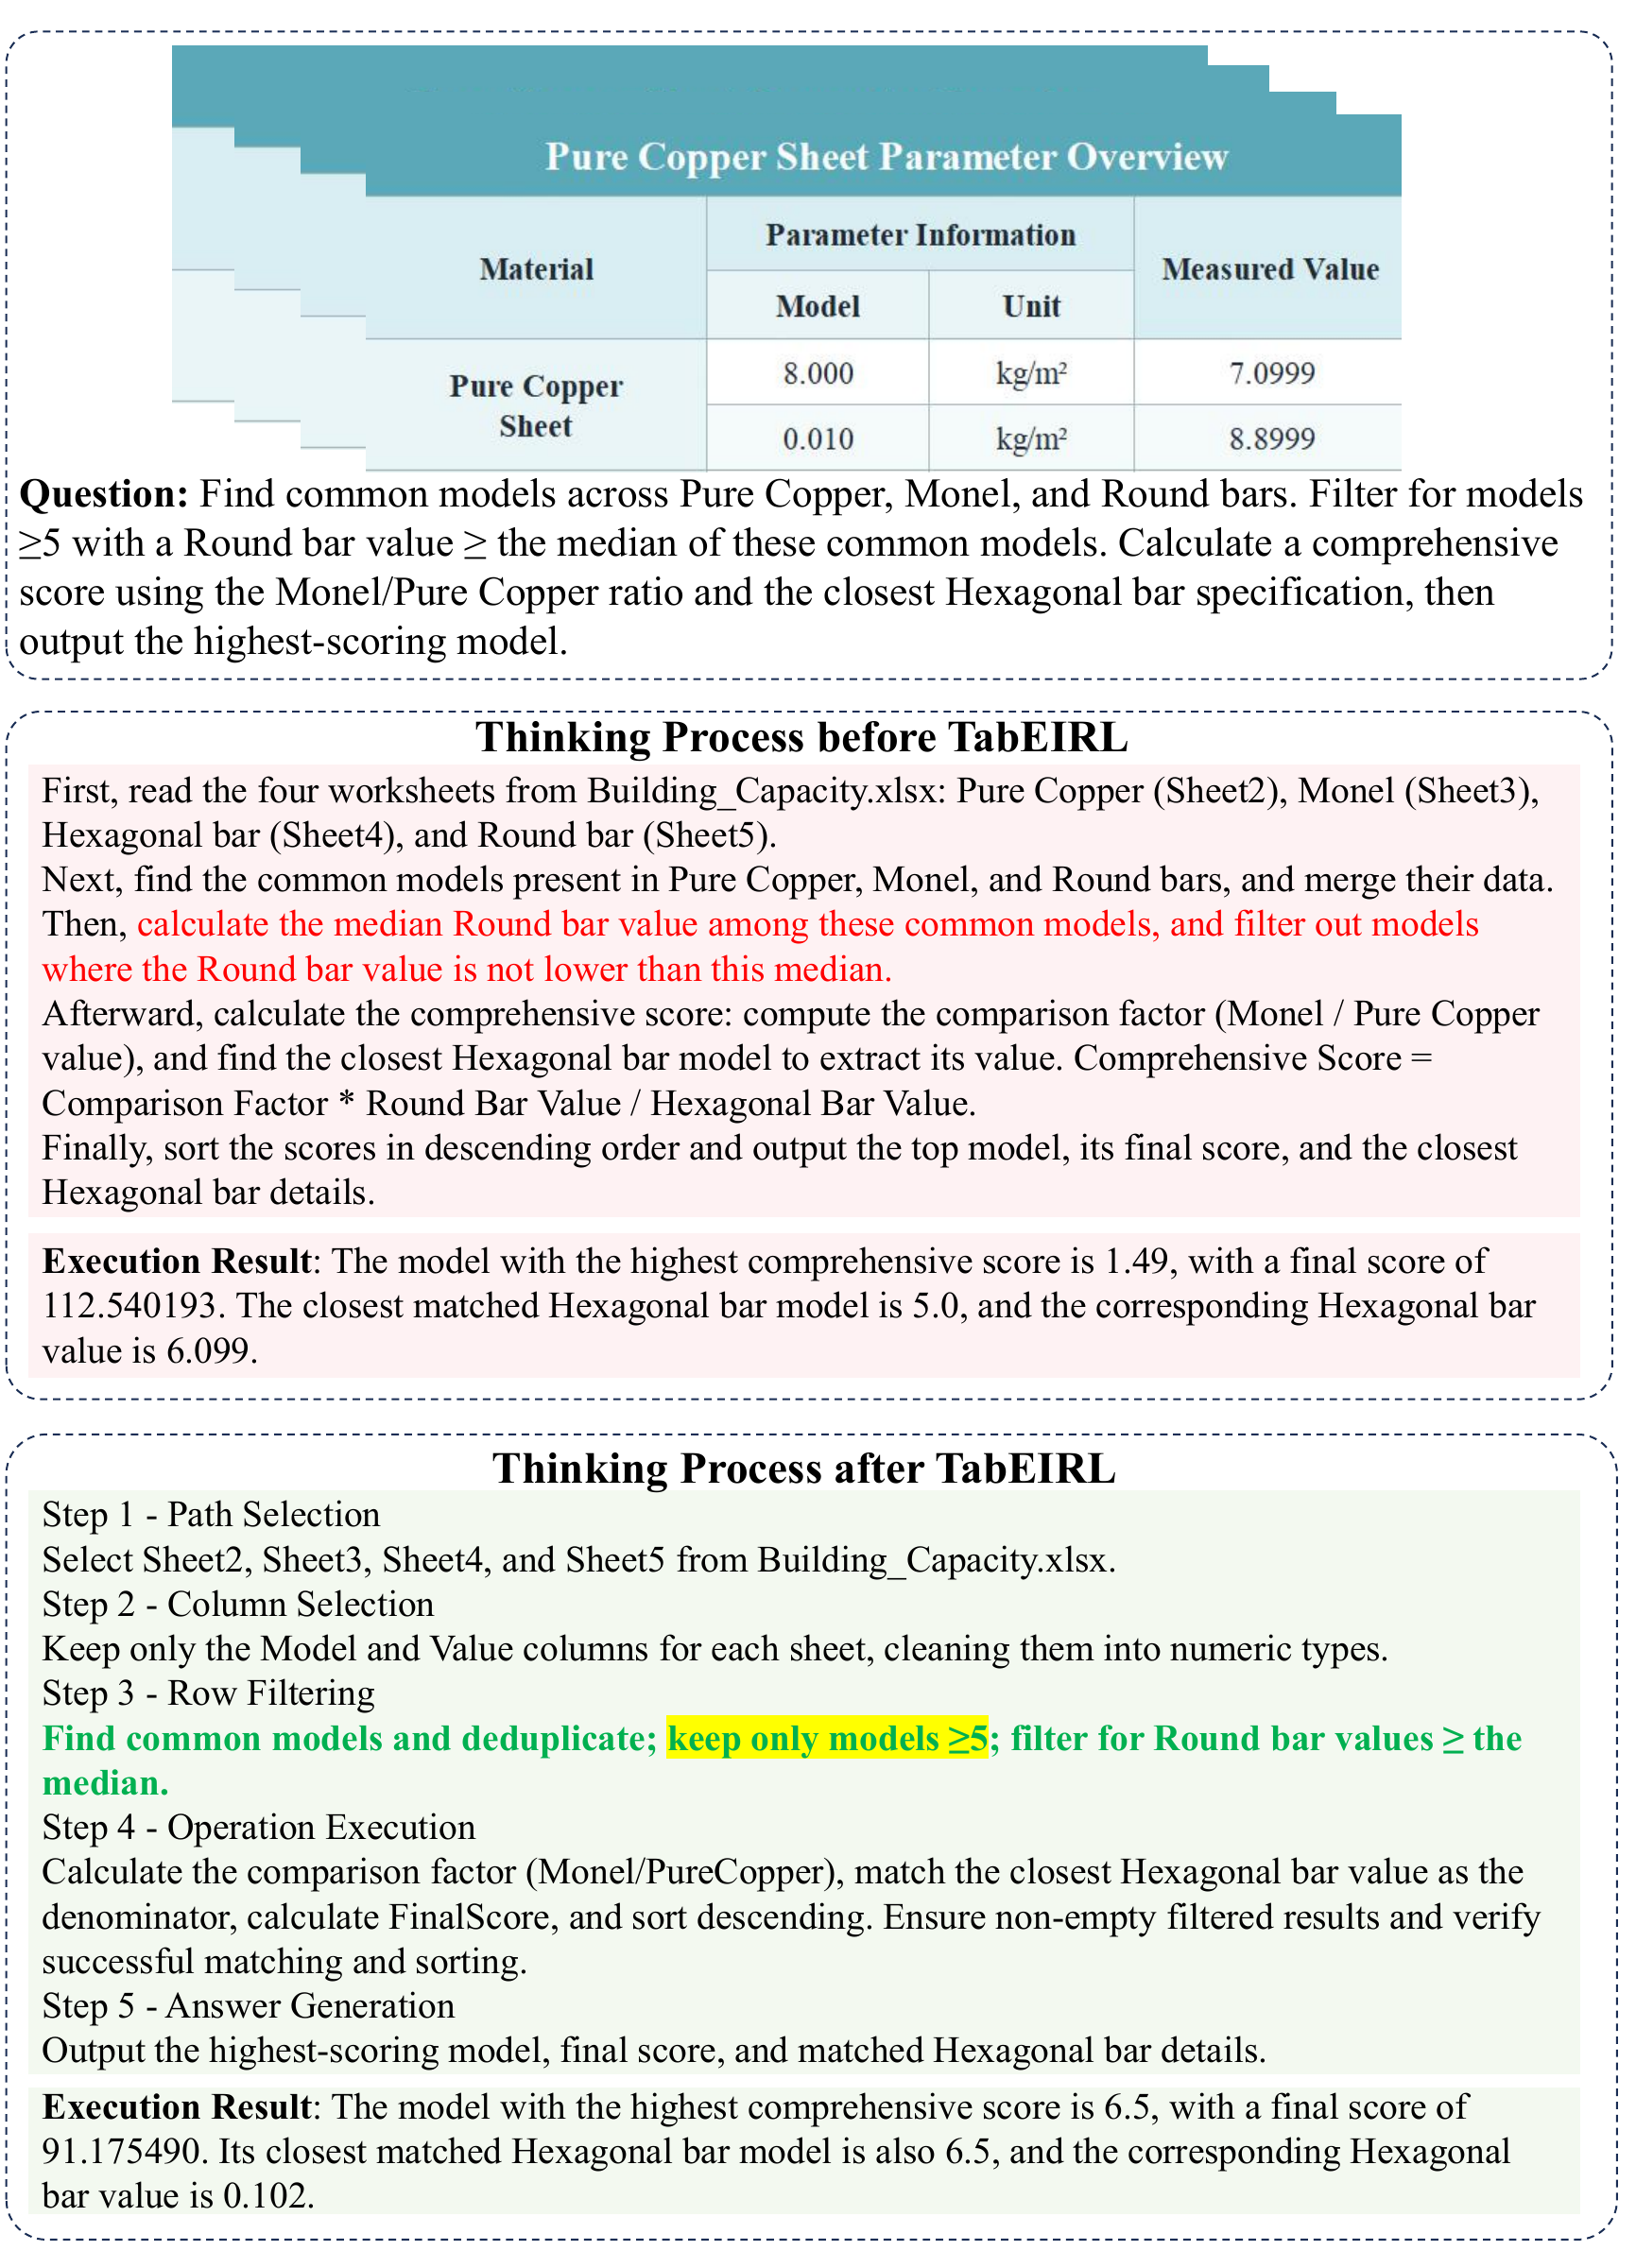 Pure Copper Sheet Parameter Overview
Material
Parameter Information
Measured Value
Model
Unit
Pure Copper
Sheet
8.000
kg/m²
7.0999
0.010
kg/m²
8.8999
Question: Find common models across Pure Copper, Monel, and Round bars. Filter for models
≥5 with a Round bar value ≥ the median of these common models. Calculate a comprehensive
score using the Monel/Pure Copper ratio and the closest Hexagonal bar specification, then
output the highest-scoring model.
Thinking Process before TabEIRL
First, read the four worksheets from Building_Capacity.xlsx: Pure Copper (Sheet2), Monel (Sheet3),
Hexagonal bar (Sheet4), and Round bar (Sheet5).
Next, find the common models present in Pure Copper, Monel, and Round bars, and merge their data.
Then, calculate the median Round bar value among these common models, and filter out models
where the Round bar value is not lower than this median.
Afterward, calculate the comprehensive score: compute the comparison factor (Monel / Pure Copper
value), and find the closest Hexagonal bar model to extract its value. Comprehensive Score =
Comparison Factor * Round Bar Value / Hexagonal Bar Value.
Finally, sort the scores in descending order and output the top model, its final score, and the closest
Hexagonal bar details.
Execution Result: The model with the highest comprehensive score is 1.49, with a final score of
112.540193. The closest matched Hexagonal bar model is 5.0, and the corresponding Hexagonal bar
value is 6.099.
Thinking Process after TabEIRL
Step 1 - Path Selection
Select Sheet2, Sheet3, Sheet4, and Sheet5 from Building_Capacity.xlsx.
Step 2 - Column Selection
Keep only the Model and Value columns for each sheet, cleaning them into numeric types.
Step 3 - Row Filtering
Find common models and deduplicate; keep only models ≥5; filter for Round bar values ≥ the
median.
Step 4 - Operation Execution
Calculate the comparison factor (Monel/PureCopper), match the closest Hexagonal bar value as the
denominator, calculate FinalScore, and sort descending. Ensure non-empty filtered results and verify
successful matching and sorting.
Step 5 - Answer Generation
Output the highest-scoring model, final score, and matched Hexagonal bar details.
Execution Result: The model with the highest comprehensive score is 6.5, with a final score of
91.175490. Its closest matched Hexagonal bar model is also 6.5, and the corresponding Hexagonal
bar value is 0.102.